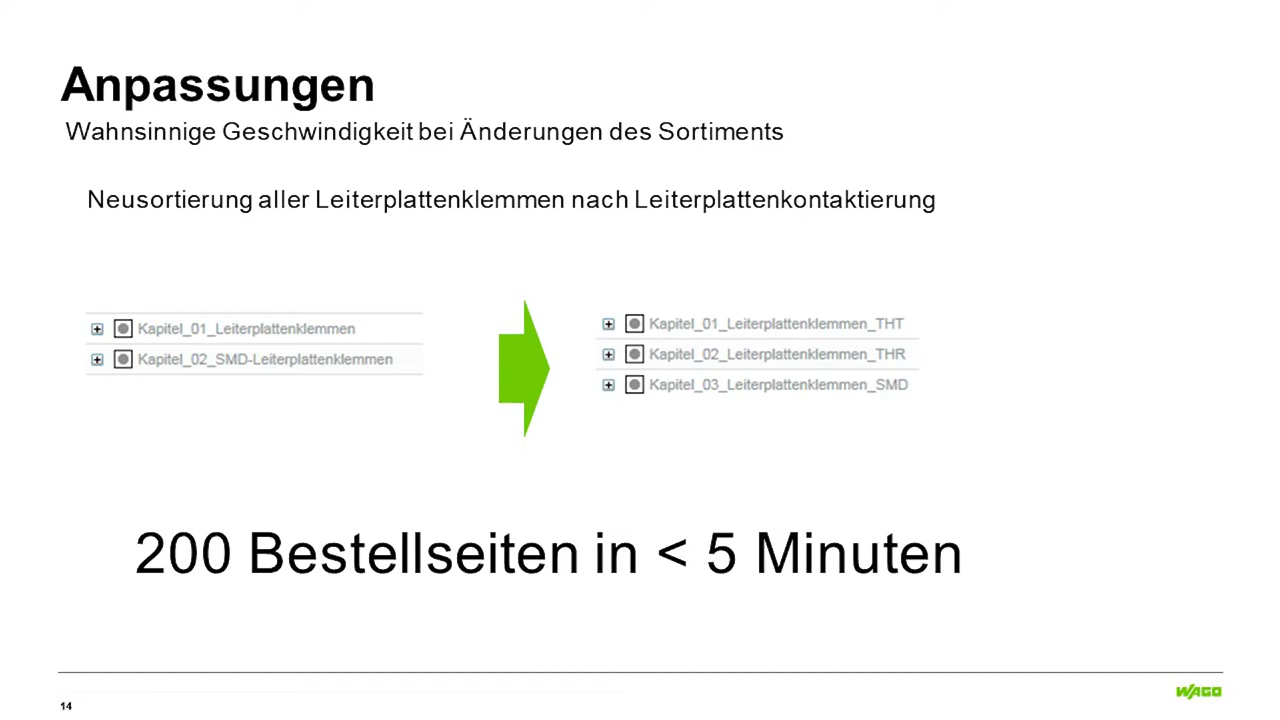 Anpassungen
Wahnsinnige Geschwindigkeit bei Änderungen des Sortiments
Neusortierung aller Leiterplattenklemmen nach Leiterplattenkontaktierung
Kapitel_01_Leiterplattenklemmen
Kapitel_02_SMD-Leiterplattenklemmen
Kapitel_01_Leiterplattenklemmen_THT
Kapitel_02_Leiterplattenklemmen_THR
Kapitel_03_Leiterplattenklemmen_SMD
200 Bestellseiten in < 5 Minuten
14
WAGO